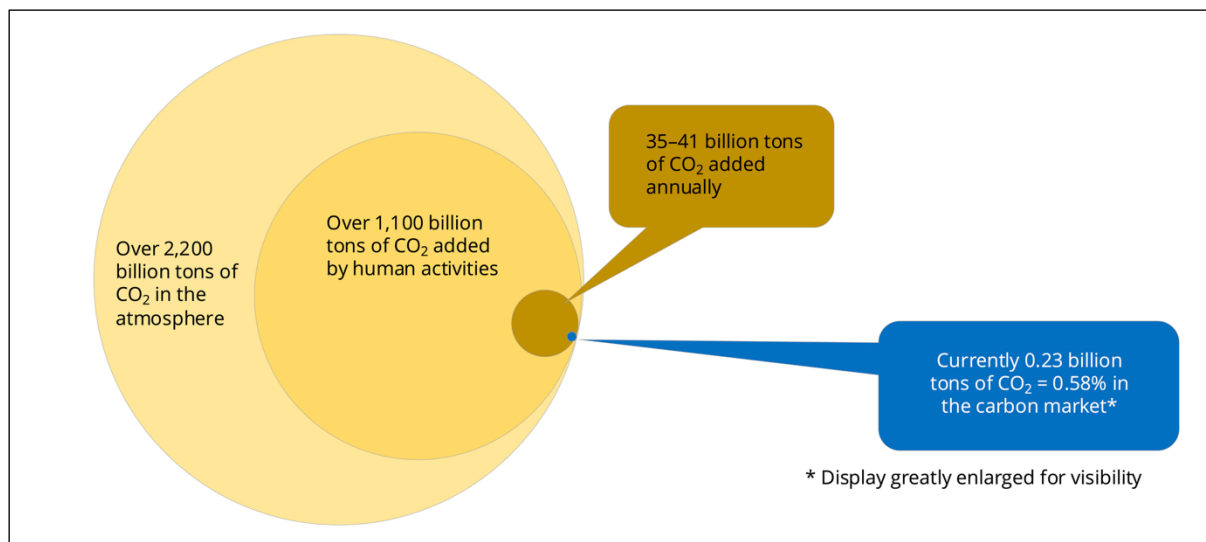 Over 2,200
billion tons of
CO₂ in the
atmosphere
Over 1,100 billion
tons of CO₂ added
by human activities
35–41 billion tons
of CO₂ added
annually
Currently 0.23 billion
tons of CO₂ = 0.58% in
the carbon market*
* Display greatly enlarged for visibility